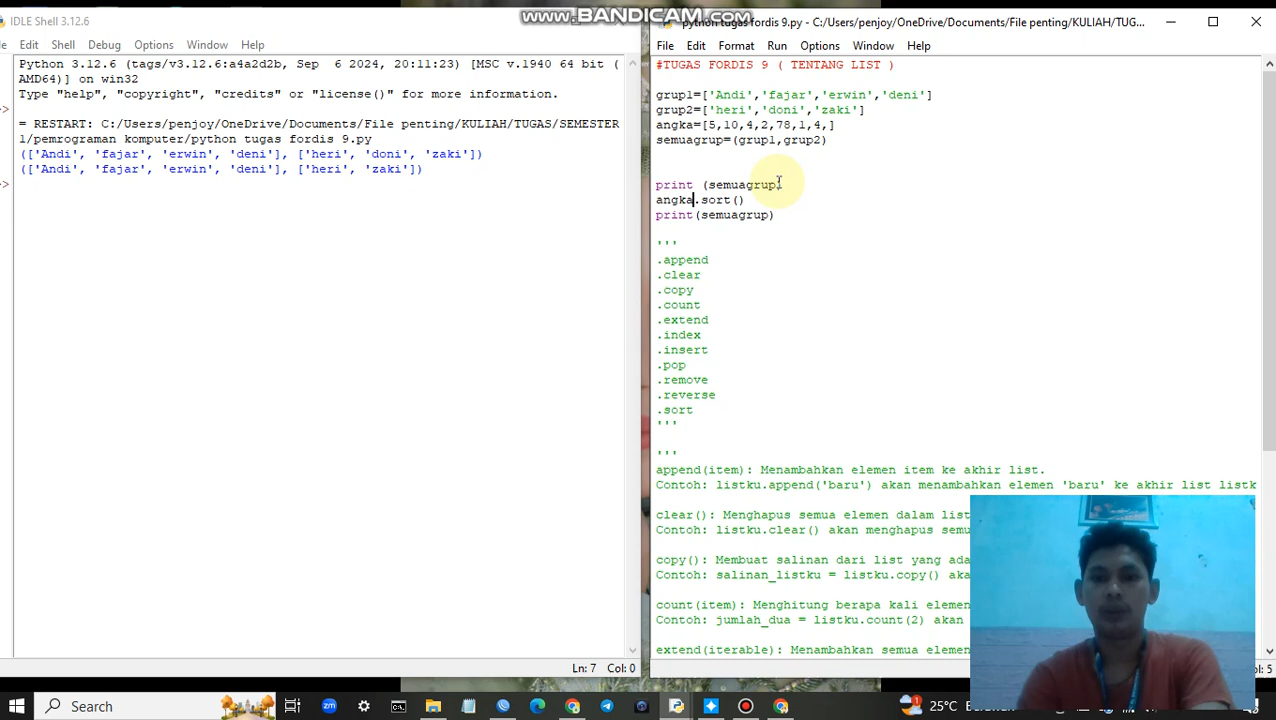 www.BANDICAM.com
IDLE Shell 3.12.6
Edit Shell Debug Options Window Help
Python 3.12.6 (tags/v3.12.6:a4a2d2b, Sep 6 2024, 20:11:23) [MSC v.1940 64 bit (
AMD64)] on win32
Type "help", "copyright", "credits" or "license()" for more information.
= RESTART: C:/Users/penjoy/OneDrive/Documents/File penting/KULIAH/TUGAS/SEMESTER
1/pemrograman komputer/python tugas fordis 9.py
(['Andi', 'fajar', 'erwin', 'deni'], ['heri', 'doni', 'zaki'])
(['Andi', 'fajar', 'erwin', 'deni'], ['heri', 'zaki'])
Ln: 7 Col: 0
python tugas fordis 9.py - C:/Users/penjoy/OneDrive/Documents/File penting/KULIAH/TUG...
File Edit Format Run Options Window Help
#TUGAS FORDIS 9 ( TENTANG LIST )
grup1=['Andi','fajar','erwin','deni']
grup2=['heri','doni','zaki']
angka=[5,10,4,2,78,1,4,]
semuagrup=(grup1,grup2)
print (semuagrup)
angka.sort()
print(semuagrup)
'''
.append
.clear
.copy
.count
.extend
.index
.insert
.pop
.remove
.reverse
.sort
'''
'''
append(item): Menambahkan elemen item ke akhir list.
Contoh: listku.append('baru') akan menambahkan elemen 'baru' ke akhir list listk
clear(): Menghapus semua elemen dalam list
Contoh: listku.clear() akan menghapus semu
copy(): Membuat salinan dari list yang ada
Contoh: salinan_listku = listku.copy() aka
count(item): Menghitung berapa kali elemen
Contoh: jumlah_dua = listku.count(2) akan
extend(iterable): Menambahkan semua elemen
Col: 5
Search
25°C